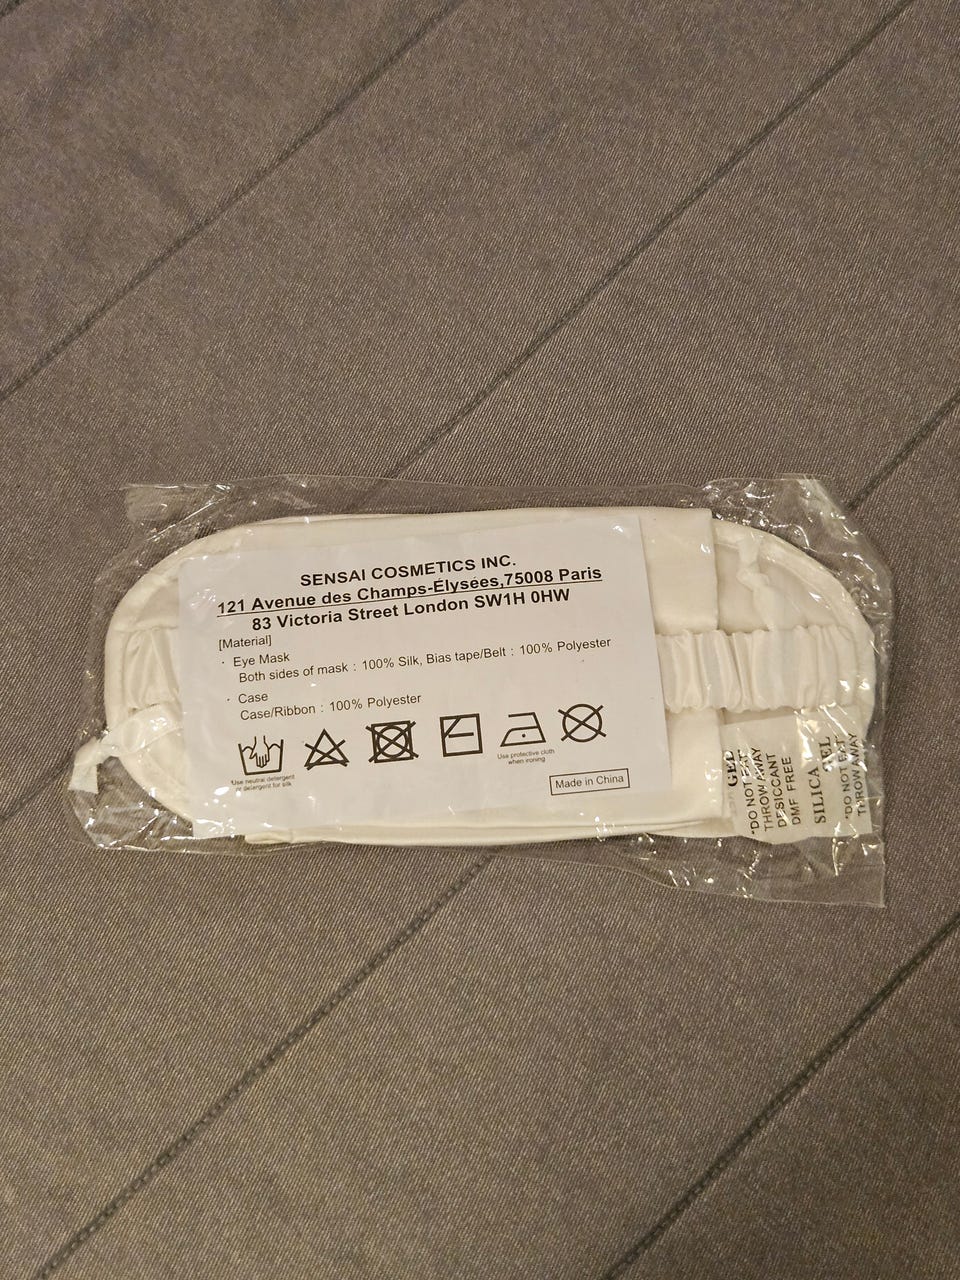 SENSAI COSMETICS INC.
121 Avenue des Champs-Élysées,75008 Paris
83 Victoria Street London SW1H 0HW
[Material]
· Eye Mask
Both sides of mask : 100% Silk, Bias tape/Belt : 100% Polyester
· Case
Case/Ribbon : 100% Polyester
Use neutral detergent
or detergent for silk
Use protective cloth
when ironing
Made in China
"DO NOT EAT
THROW AWAY
DESICCANT
DMF FREE
SILICA GEL
"DO NOT EAT
THROW AWAY